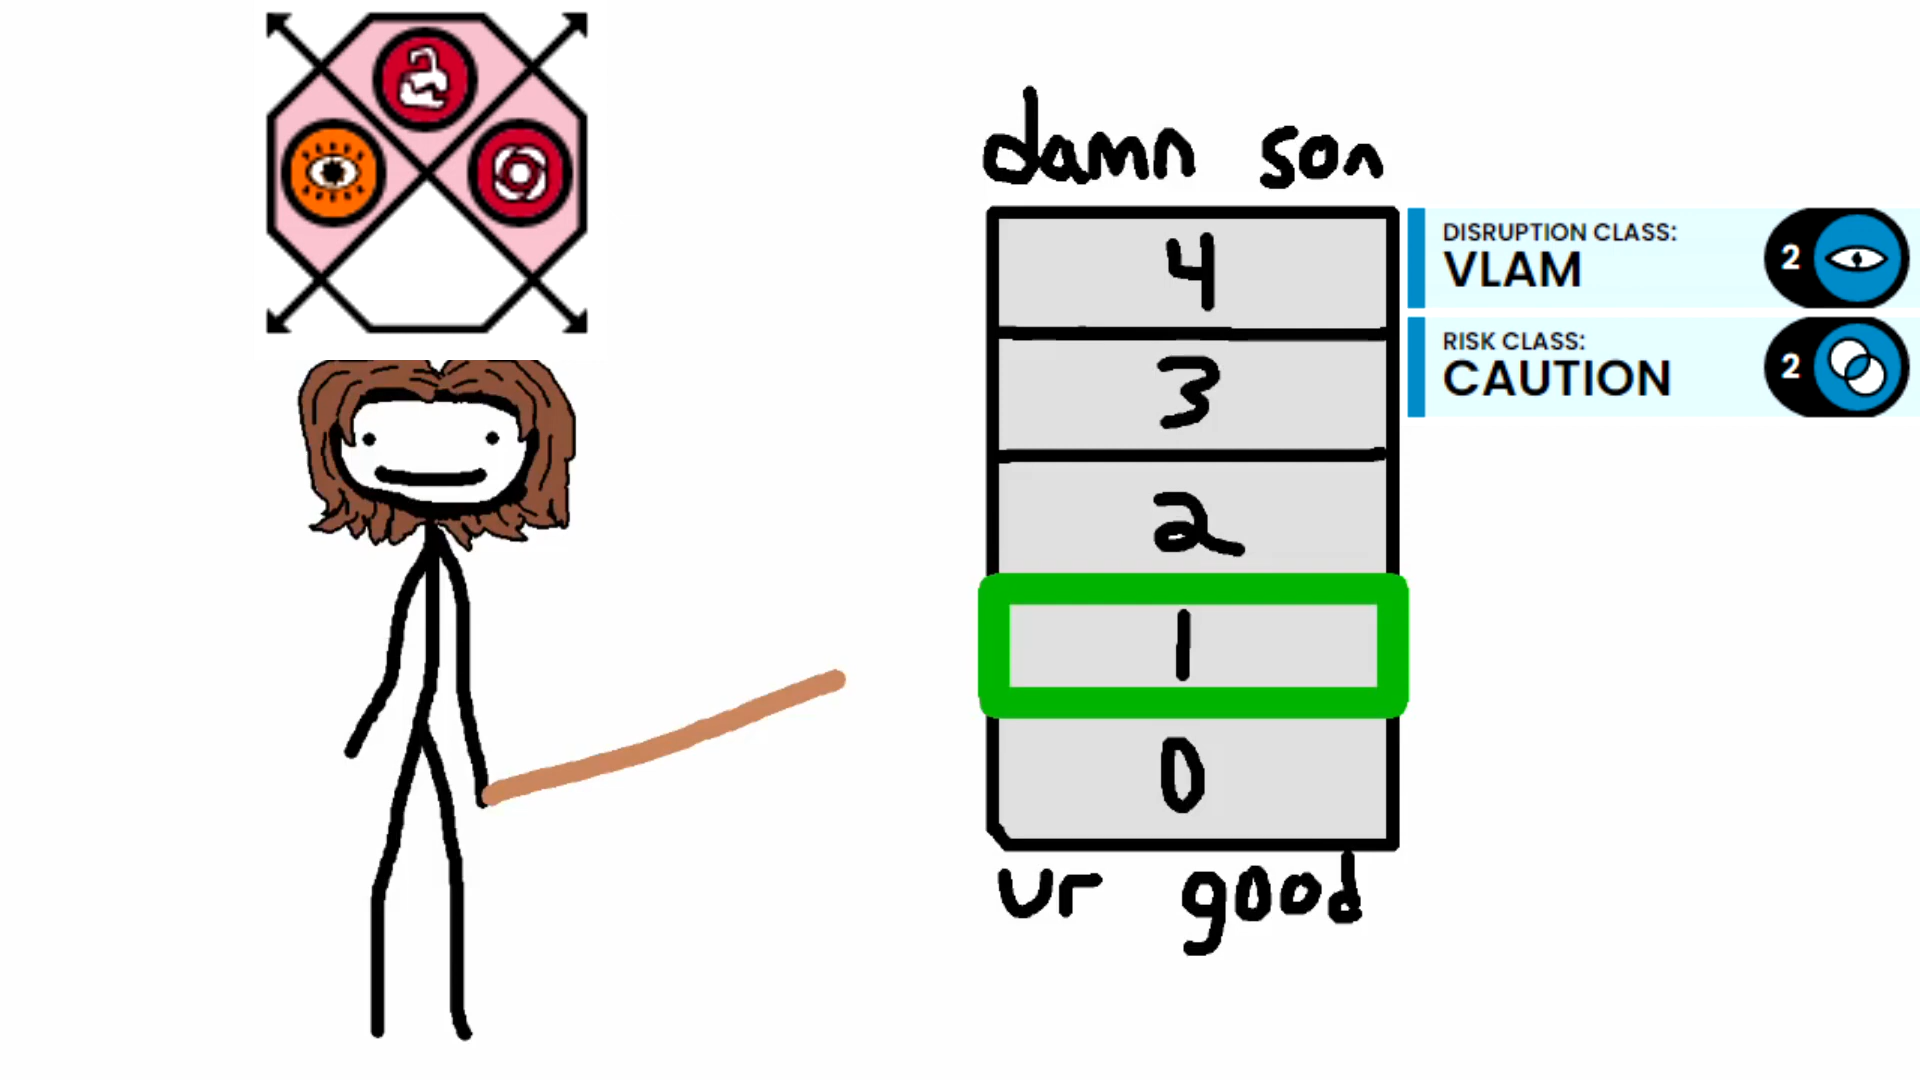 damn son
4
DISRUPTION CLASS:
VLAM
2
3
RISK CLASS:
CAUTION
2
2
1
0
ur good